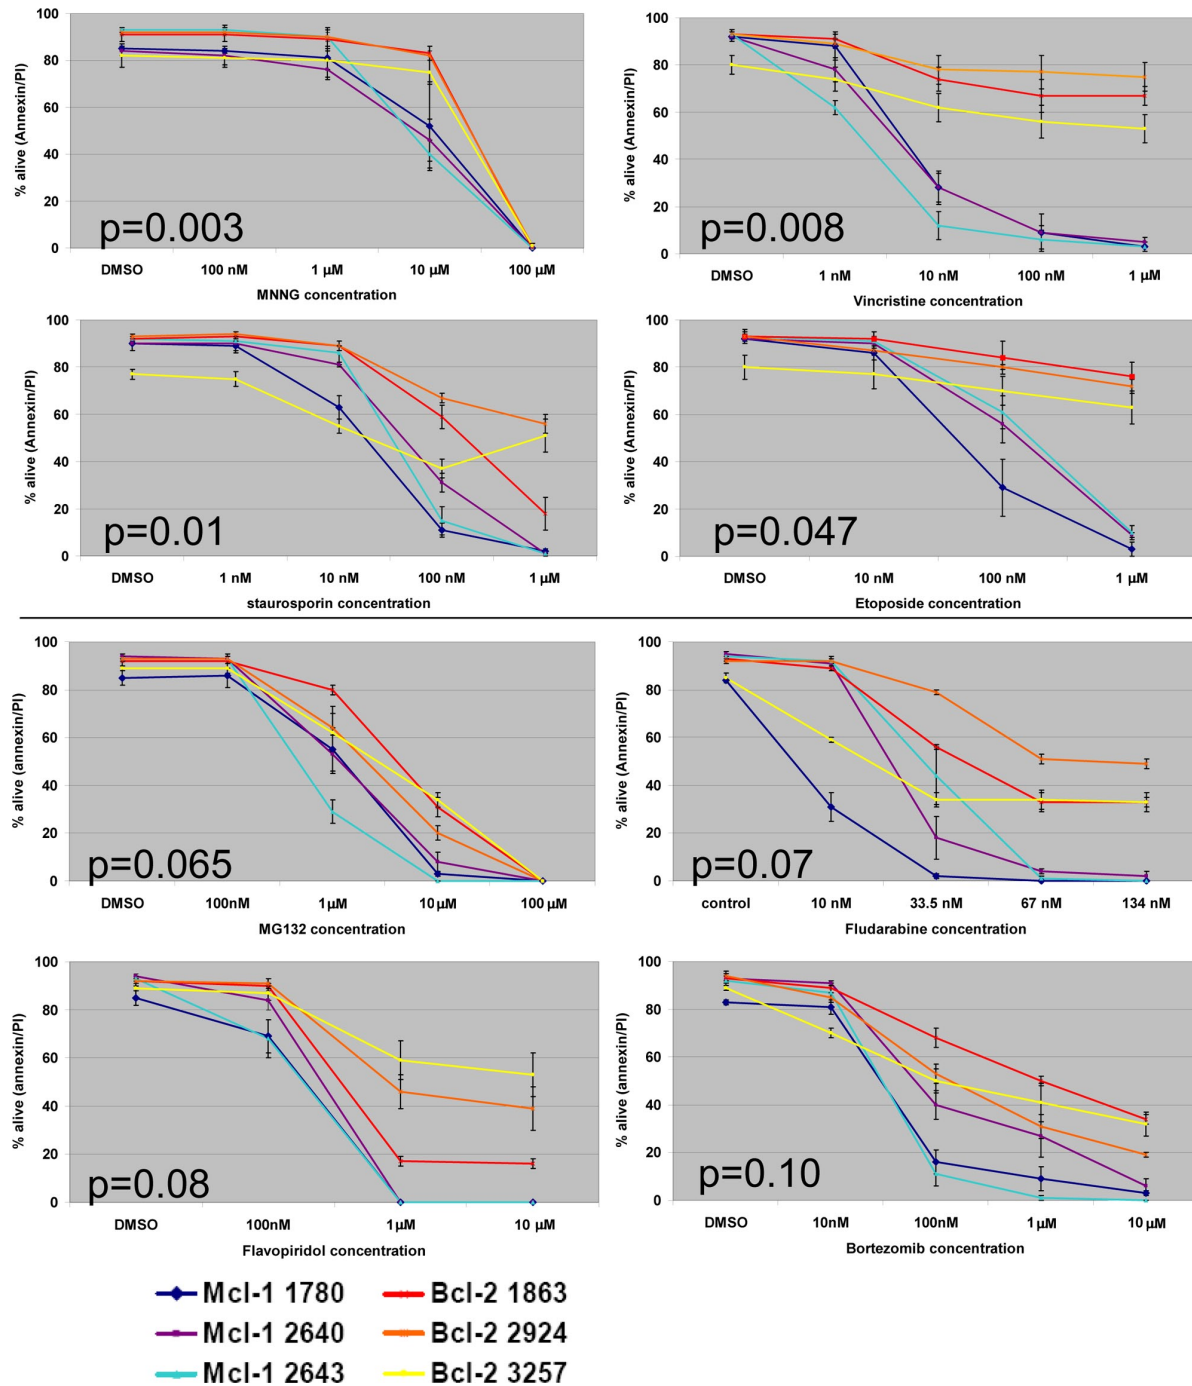 100
80
60
40
20
0
% alive (Annexin/PI)
p=0.003
DMSO 100 nM 1 µM 10 µM 100 µM
MNNG concentration
100
80
60
40
20
0
% alive (Annexin/PI)
p=0.008
DMSO 1 nM 10 nM 100 nM 1 µM
Vincristine concentration
100
80
60
40
20
0
% alive (Annexin/PI)
p=0.01
DMSO 1 nM 10 nM 100 nM 1 µM
staurosporin concentration
100
80
60
40
20
0
% alive (Annexin/PI)
p=0.047
DMSO 10 nM 100 nM 1 µM
Etoposide concentration
100
80
60
40
20
0
% alive (annexin/PI)
p=0.065
DMSO 100nM 1µM 10µM 100 µM
MG132 concentration
100
80
60
40
20
0
% alive (Annexin/PI)
p=0.07
control 10 nM 33.5 nM 67 nM 134 nM
Fludarabine concentration
100
80
60
40
20
0
% alive (annexin/PI)
p=0.08
DMSO 100nM 1µM 10 µM
Flavopiridol concentration
100
80
60
40
20
0
% alive (annexin/PI)
p=0.10
DMSO 10nM 100nM 1µM 10 µM
Bortezomib concentration
Mcl-1 1780 Bcl-2 1863
Mcl-1 2640 Bcl-2 2924
Mcl-1 2643 Bcl-2 3257